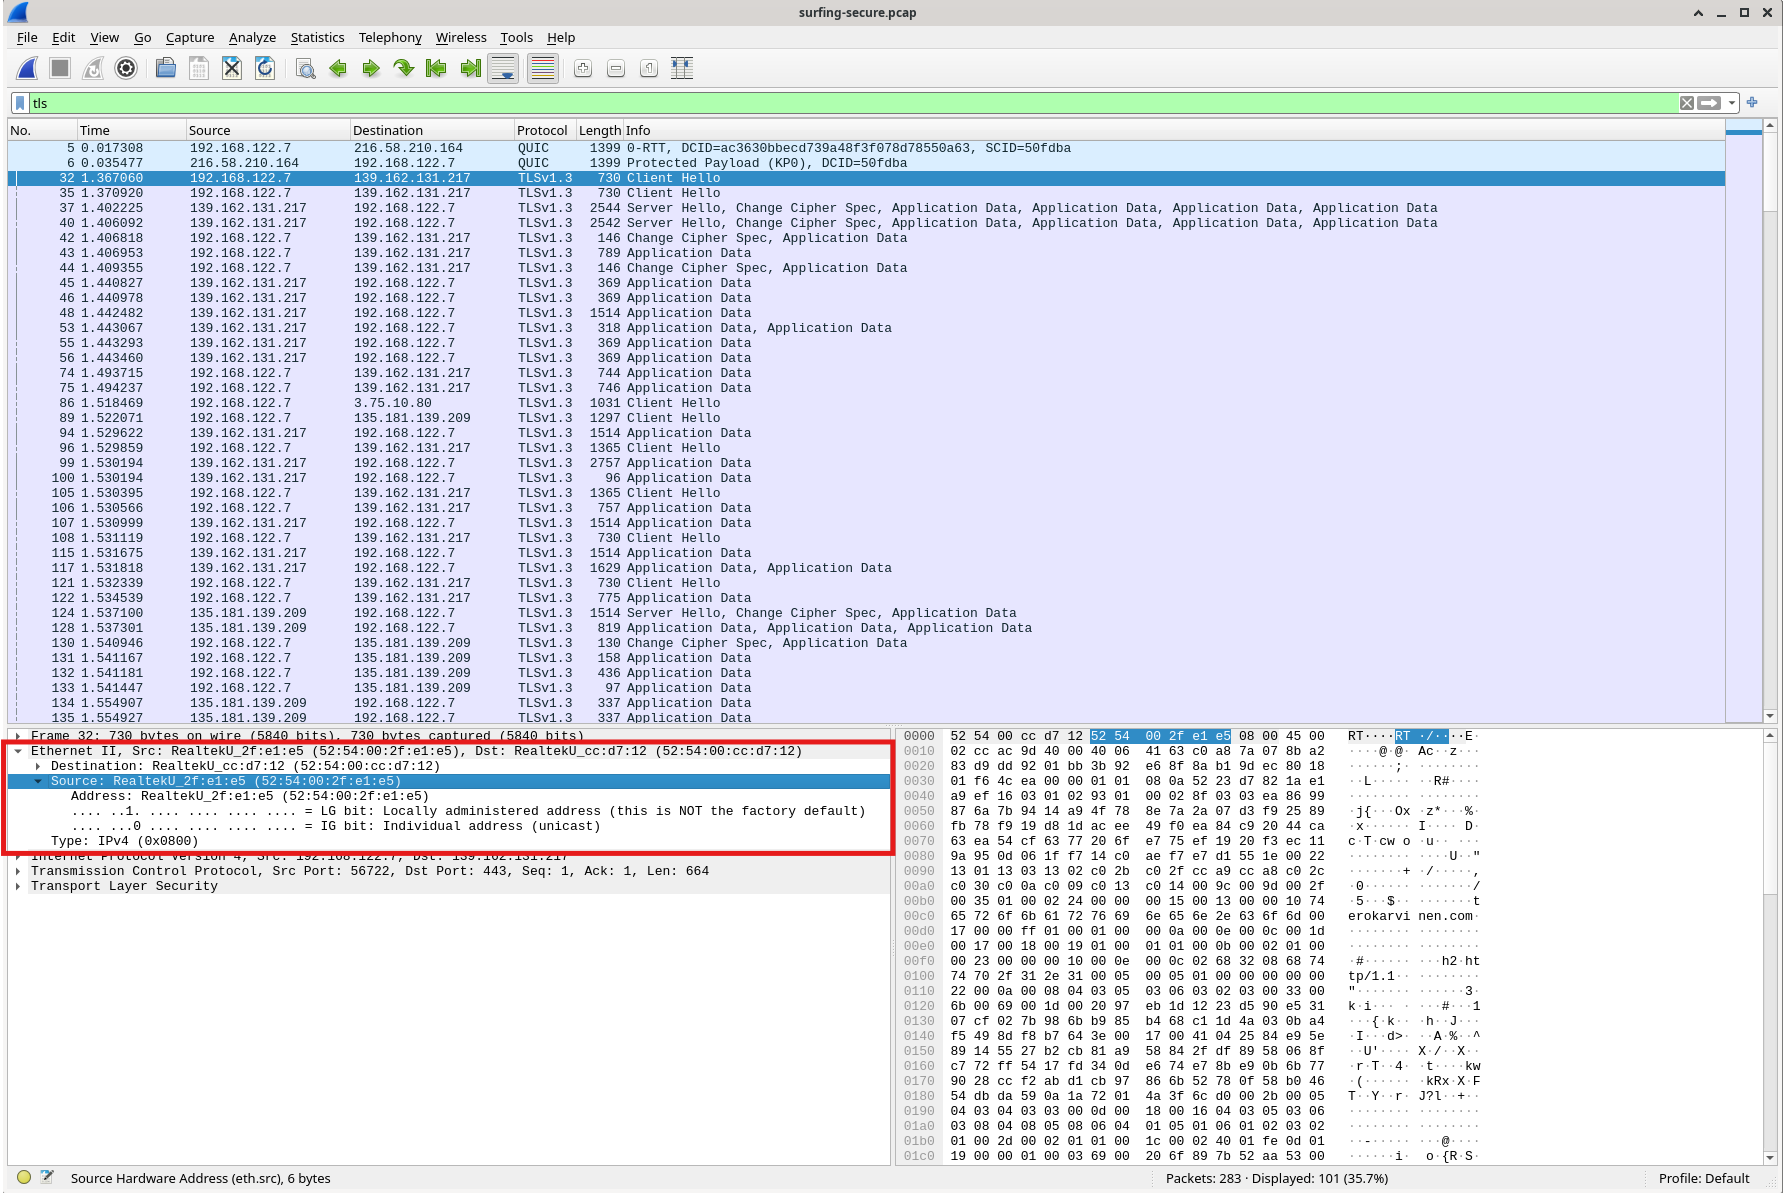 surfing-secure.pcap
File Edit View Go Capture Analyze Statistics Telephony Wireless Tools Help
tls
No. Time Source Destination Protocol Length Info
5 0.017308 192.168.122.7 216.58.210.164 QUIC 1399 0-RTT, DCID=ac3630bbecd739a48f3f078d78550a63, SCID=50fdba
6 0.035477 216.58.210.164 192.168.122.7 QUIC 1399 Protected Payload (KP0), DCID=50fdba
32 1.367060 192.168.122.7 139.162.131.217 TLSv1.3 730 Client Hello
35 1.370920 192.168.122.7 139.162.131.217 TLSv1.3 730 Client Hello
37 1.402225 139.162.131.217 192.168.122.7 TLSv1.3 2544 Server Hello, Change Cipher Spec, Application Data, Application Data, Application Data, Application Data
40 1.406092 139.162.131.217 192.168.122.7 TLSv1.3 2542 Server Hello, Change Cipher Spec, Application Data, Application Data, Application Data, Application Data
42 1.406818 192.168.122.7 139.162.131.217 TLSv1.3 146 Change Cipher Spec, Application Data
43 1.406953 192.168.122.7 139.162.131.217 TLSv1.3 789 Application Data
44 1.409355 192.168.122.7 139.162.131.217 TLSv1.3 146 Change Cipher Spec, Application Data
45 1.440827 139.162.131.217 192.168.122.7 TLSv1.3 369 Application Data
46 1.440978 139.162.131.217 192.168.122.7 TLSv1.3 369 Application Data
48 1.442482 139.162.131.217 192.168.122.7 TLSv1.3 1514 Application Data
53 1.443067 139.162.131.217 192.168.122.7 TLSv1.3 318 Application Data, Application Data
55 1.443293 139.162.131.217 192.168.122.7 TLSv1.3 369 Application Data
56 1.443460 139.162.131.217 192.168.122.7 TLSv1.3 369 Application Data
74 1.493715 192.168.122.7 139.162.131.217 TLSv1.3 744 Application Data
75 1.494237 192.168.122.7 139.162.131.217 TLSv1.3 746 Application Data
86 1.518469 192.168.122.7 3.75.10.80 TLSv1.3 1031 Client Hello
89 1.522071 192.168.122.7 135.181.139.209 TLSv1.3 1297 Client Hello
94 1.529622 139.162.131.217 192.168.122.7 TLSv1.3 1514 Application Data
96 1.529859 192.168.122.7 139.162.131.217 TLSv1.3 1365 Client Hello
99 1.530194 139.162.131.217 192.168.122.7 TLSv1.3 2757 Application Data
100 1.530194 139.162.131.217 192.168.122.7 TLSv1.3 96 Application Data
105 1.530395 192.168.122.7 139.162.131.217 TLSv1.3 1365 Client Hello
106 1.530566 192.168.122.7 139.162.131.217 TLSv1.3 757 Application Data
107 1.530999 139.162.131.217 192.168.122.7 TLSv1.3 1514 Application Data
108 1.531119 192.168.122.7 139.162.131.217 TLSv1.3 730 Client Hello
115 1.531675 139.162.131.217 192.168.122.7 TLSv1.3 1514 Application Data
117 1.531818 139.162.131.217 192.168.122.7 TLSv1.3 1629 Application Data, Application Data
121 1.532339 192.168.122.7 139.162.131.217 TLSv1.3 730 Client Hello
122 1.534539 192.168.122.7 139.162.131.217 TLSv1.3 775 Application Data
124 1.537100 135.181.139.209 192.168.122.7 TLSv1.3 1514 Server Hello, Change Cipher Spec, Application Data
128 1.537301 135.181.139.209 192.168.122.7 TLSv1.3 819 Application Data, Application Data, Application Data
130 1.540946 192.168.122.7 135.181.139.209 TLSv1.3 130 Change Cipher Spec, Application Data
131 1.541167 192.168.122.7 135.181.139.209 TLSv1.3 158 Application Data
132 1.541181 192.168.122.7 135.181.139.209 TLSv1.3 436 Application Data
133 1.541447 192.168.122.7 135.181.139.209 TLSv1.3 97 Application Data
134 1.554907 135.181.139.209 192.168.122.7 TLSv1.3 337 Application Data
135 1.554927 135.181.139.209 192.168.122.7 TLSv1.3 337 Application Data
Frame 32: 730 bytes on wire (5840 bits), 730 bytes captured (5840 bits)
Ethernet II, Src: RealtekU_2f:e1:e5 (52:54:00:2f:e1:e5), Dst: RealtekU_cc:d7:12 (52:54:00:cc:d7:12)
Destination: RealtekU_cc:d7:12 (52:54:00:cc:d7:12)
Source: RealtekU_2f:e1:e5 (52:54:00:2f:e1:e5)
Address: RealtekU_2f:e1:e5 (52:54:00:2f:e1:e5)
.... ..1. .... .... .... .... = LG bit: Locally administered address (this is NOT the factory default)
.... ...0 .... .... .... .... = IG bit: Individual address (unicast)
Type: IPv4 (0x0800)
Internet Protocol Version 4, Src: 192.168.122.7, Dst: 139.162.131.217
Transmission Control Protocol, Src Port: 56722, Dst Port: 443, Seq: 1, Ack: 1, Len: 664
Transport Layer Security
0000 52 54 00 cc d7 12 52 54 00 2f e1 e5 08 00 45 00 RT····RT ·/····E·
0010 02 cc ac 9d 40 00 40 06 41 63 c0 a8 7a 07 8b a2 ····@·@· Ac··z···
0020 83 d9 dd 92 01 bb 3b 92 e6 8f 8a b1 9d ec 80 18 ······;· ········
0030 01 f6 4c ea 00 00 01 01 08 0a 52 23 d7 82 1a e1 ··L····· ··R#····
0040 a9 ef 16 03 01 02 93 01 00 02 8f 03 03 ea 86 99 ········ ········
0050 87 6a 7b 94 14 a9 4f 78 8e 7a 2a 07 d3 f9 25 89 ·j{···Ox ·z*···%·
0060 fb 78 f9 19 d8 1d ac ee 49 f0 ea 84 c9 20 44 ca ·x······ I···· D·
0070 63 ea 54 cf 63 77 20 6f e7 75 ef 19 20 f3 ec 11 c·T·cw o ·u·· ···
0080 9a 95 0d 06 1f f7 14 c0 ae f7 e7 d1 55 1e 00 22 ········ ····U··"
0090 13 01 13 03 13 02 c0 2b c0 2f cc a9 cc a8 c0 2c ·······+ ·/·····,
00a0 c0 30 c0 0a c0 09 c0 13 c0 14 00 9c 00 9d 00 2f ·0······ ·······/
00b0 00 35 01 00 02 24 00 00 00 15 00 13 00 00 10 74 ·5···$·· ·······t
00c0 65 72 6f 6b 61 72 76 69 6e 65 6e 2e 63 6f 6d 00 erokarvi nen.com·
00d0 17 00 00 ff 01 00 01 00 00 0a 00 0e 00 0c 00 1d ········ ········
00e0 00 17 00 18 00 19 01 00 01 01 00 0b 00 02 01 00 ········ ········
00f0 00 23 00 00 00 10 00 0e 00 0c 02 68 32 08 68 74 ·#······ ···h2·ht
0100 74 70 2f 31 2e 31 00 05 00 05 01 00 00 00 00 00 tp/1.1·· ········
0110 22 00 0a 00 08 04 03 05 03 06 03 02 03 00 33 00 "······· ······3·
0120 6b 00 69 00 1d 00 20 97 eb 1d 12 23 d5 90 e5 31 k·i··· · ···#···1
0130 07 cf 02 7b 98 6b b9 85 b4 68 c1 1d 4a 03 0b a4 ···{·k·· ·h··J···
0140 f5 49 8d f8 b7 64 3e 00 17 00 41 04 25 84 e9 5e ·I···d>· ··A·%··^
0150 89 14 55 27 b2 cb 81 a9 58 84 2f df 89 58 06 8f ··U'···· X·/··X··
0160 c7 72 ff 54 17 fd 34 0d e6 74 e7 8b e9 0b 6b 77 ·r·T··4· ·t····kw
0170 90 28 cc f2 ab d1 cb 97 86 6b 52 78 0f 58 b0 46 ·(······ ·kRx·X·F
0180 54 db da 59 0a 1a 72 01 4a 3f 6c d0 00 2b 00 05 T··Y··r· J?l··+··
0190 04 03 04 03 03 00 0d 00 18 00 16 04 03 05 03 06 ········ ········
01a0 03 08 04 08 05 08 06 04 01 05 01 06 01 02 03 02 ········ ········
01b0 01 00 2d 00 02 01 01 00 1c 00 02 40 01 fe 0d 01 ··-····· ···@····
01c0 19 00 00 01 00 03 69 00 20 6f 89 7b 52 aa 53 00 ······i· o·{R·S·
Source Hardware Address (eth.src), 6 bytes
Packets: 283 · Displayed: 101 (35.7%)
Profile: Default